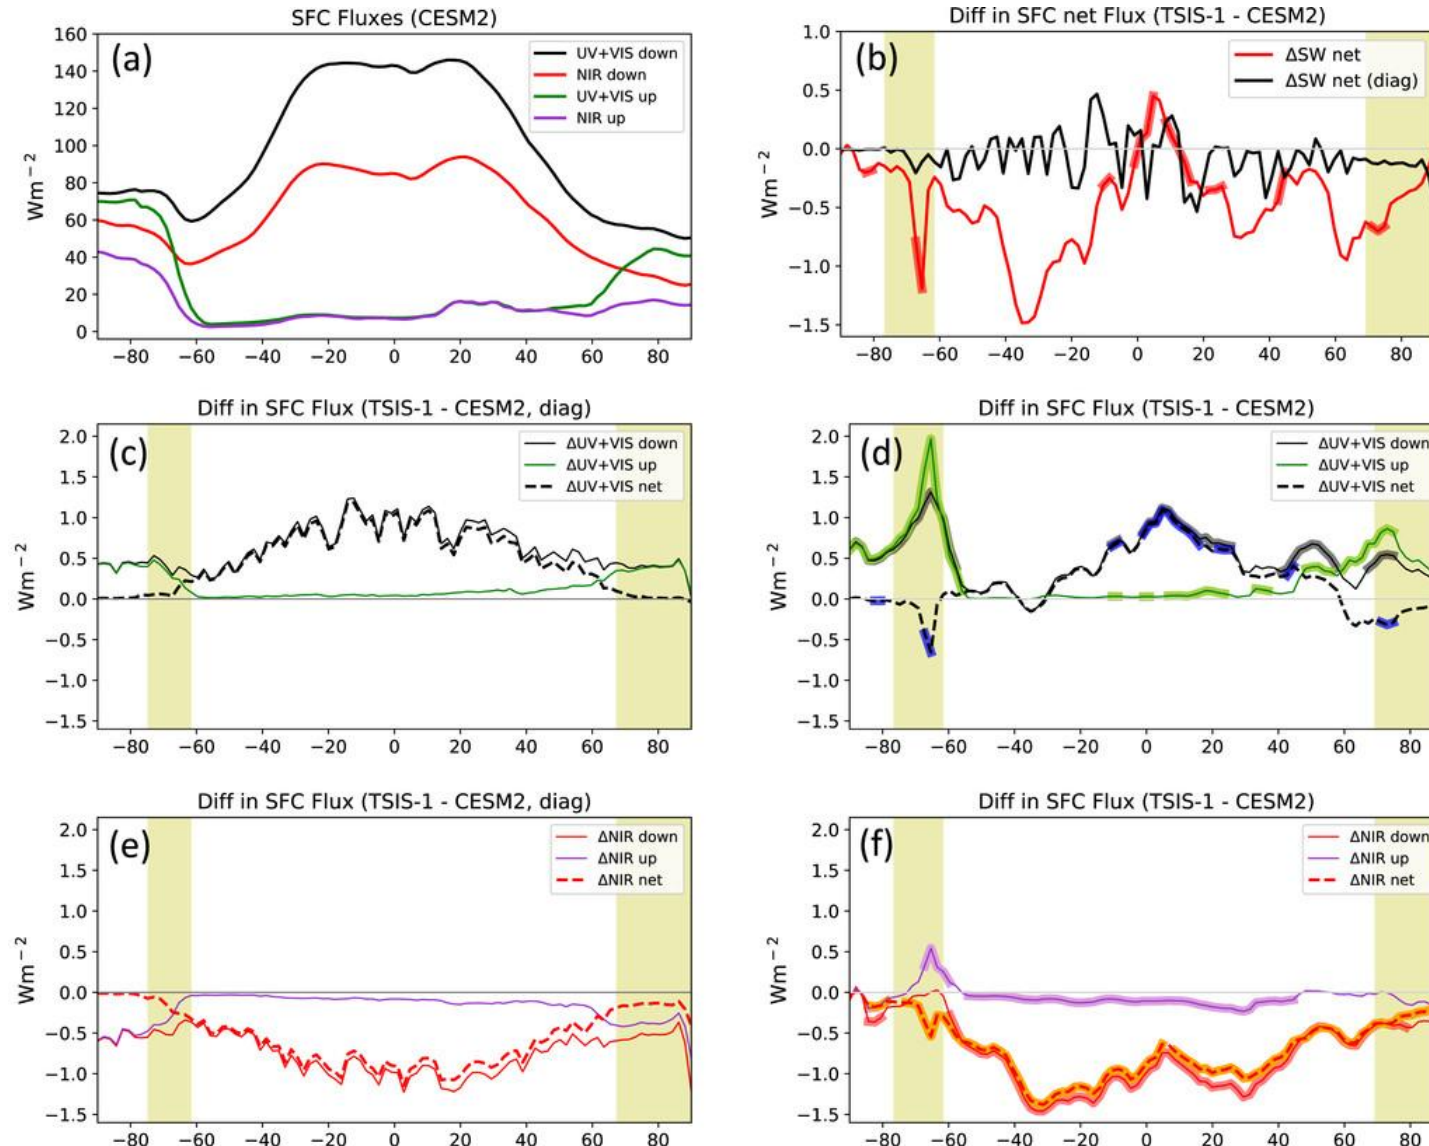 SFC Fluxes (CESM2)
(a)
UV+VIS down
NIR down
UV+VIS up
NIR up
Wm⁻²
160
140
120
100
80
60
40
20
0
−80 −60 −40 −20 0 20 40 60 80
Diff in SFC net Flux (TSIS-1 - CESM2)
(b)
ΔSW net
ΔSW net (diag)
Wm⁻²
1.0
0.5
0.0
−0.5
−1.0
−1.5
−80 −60 −40 −20 0 20 40 60 80
Diff in SFC Flux (TSIS-1 - CESM2, diag)
(c)
ΔUV+VIS down
ΔUV+VIS up
ΔUV+VIS net
Wm⁻²
2.0
1.5
1.0
0.5
0.0
−0.5
−1.0
−1.5
−80 −60 −40 −20 0 20 40 60 80
Diff in SFC Flux (TSIS-1 - CESM2)
(d)
ΔUV+VIS down
ΔUV+VIS up
ΔUV+VIS net
Wm⁻²
2.0
1.5
1.0
0.5
0.0
−0.5
−1.0
−1.5
−80 −60 −40 −20 0 20 40 60 80
Diff in SFC Flux (TSIS-1 - CESM2, diag)
(e)
ΔNIR down
ΔNIR up
ΔNIR net
Wm⁻²
2.0
1.5
1.0
0.5
0.0
−0.5
−1.0
−1.5
−80 −60 −40 −20 0 20 40 60 80
Diff in SFC Flux (TSIS-1 - CESM2)
(f)
ΔNIR down
ΔNIR up
ΔNIR net
Wm⁻²
2.0
1.5
1.0
0.5
0.0
−0.5
−1.0
−1.5
−80 −60 −40 −20 0 20 40 60 80